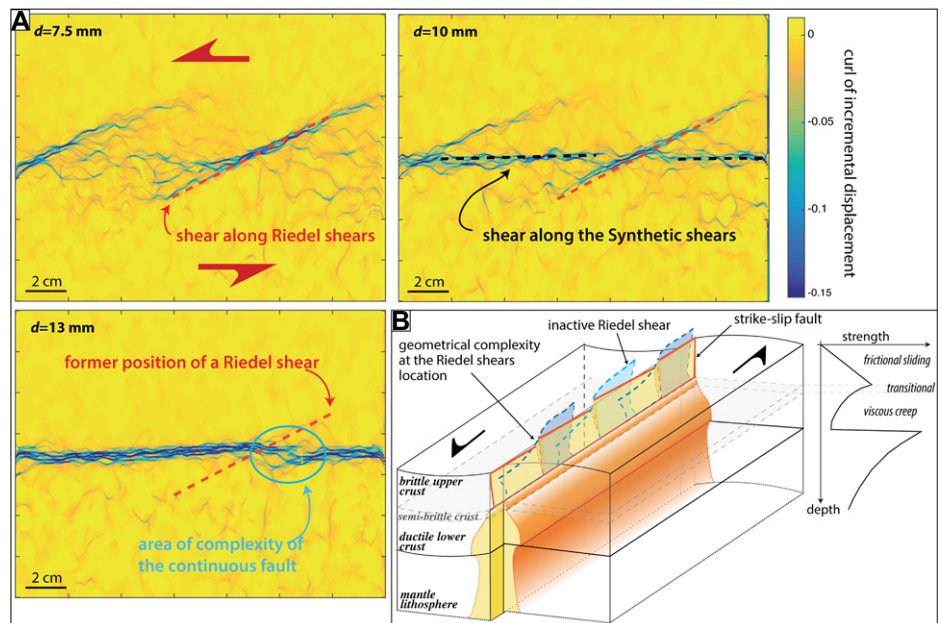 A
d=7.5 mm
shear along Riedel shears
2 cm
d=10 mm
shear along the Synthetic shears
2 cm
0
-0.05
-0.1
-0.15
curl of incremental displacement
d=13 mm
former position of a Riedel shear
area of complexity of
the continuous fault
2 cm
B
inactive Riedel shear
strike-slip fault
geometrical complexity
at the Riedel shears
location
strength
frictional sliding
transitional
viscous creep
depth
brittle upper
crust
semi-brittle crust
ductile lower
crust
mantle
lithosphere